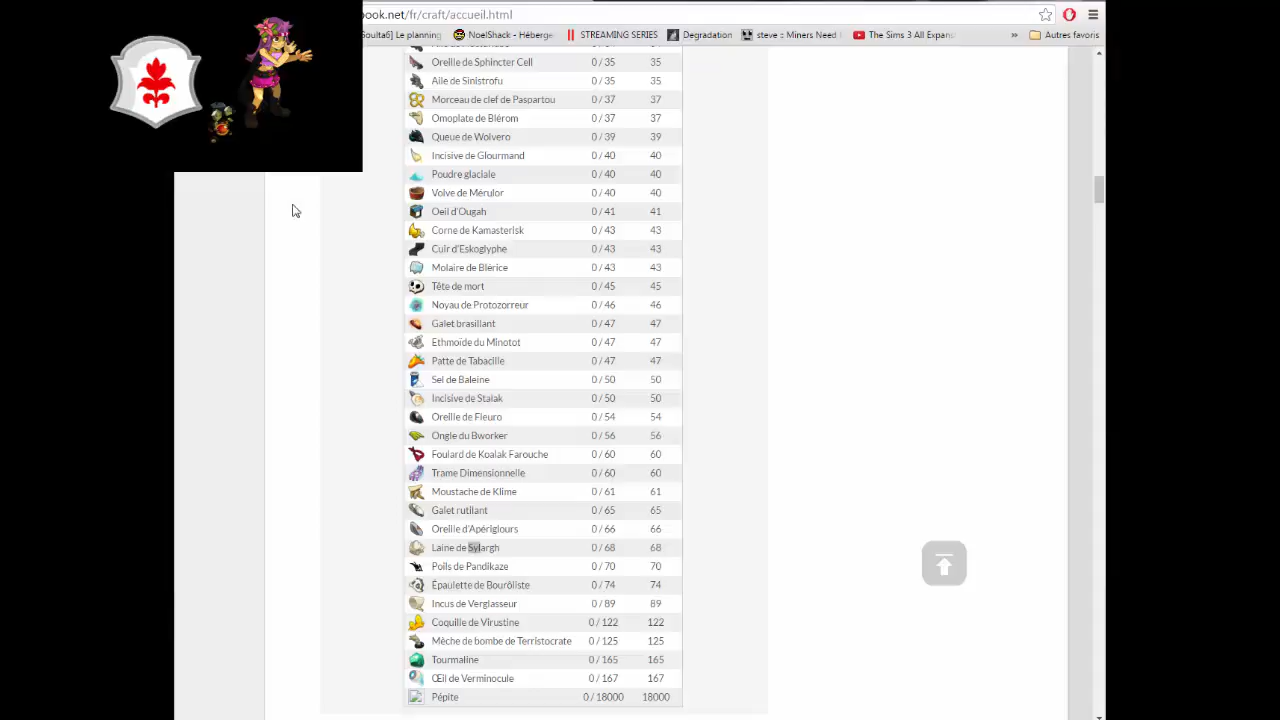 book.net/fr/craft/accueil.html
Soulta6] Le planning
NoelShack - Héberge
STREAMING SERIES
Degradation
steve :: Miners Need
The Sims 3 All Expans
»
Autres favoris
Oreille de Sphincter Cell 0 / 35 35
Aile de Sinistrofu 0 / 35 35
Morceau de clef de Paspartou 0 / 37 37
Omoplate de Blérom 0 / 37 37
Queue de Wolvero 0 / 39 39
Incisive de Glourmand 0 / 40 40
Poudre glaciale 0 / 40 40
Volve de Mérulor 0 / 40 40
Oeil d'Ougah 0 / 41 41
Corne de Kamasterisk 0 / 43 43
Cuir d'Eskoglyphe 0 / 43 43
Molaire de Blérice 0 / 43 43
Tête de mort 0 / 45 45
Noyau de Protozorreur 0 / 46 46
Galet brasillant 0 / 47 47
Ethmoïde du Minotot 0 / 47 47
Patte de Tabacille 0 / 47 47
Sel de Baleine 0 / 50 50
Incisive de Stalak 0 / 50 50
Oreille de Fleuro 0 / 54 54
Ongle du Bworker 0 / 56 56
Foulard de Koalak Farouche 0 / 60 60
Trame Dimensionnelle 0 / 60 60
Moustache de Klime 0 / 61 61
Galet rutilant 0 / 65 65
Oreille d'Apériglours 0 / 66 66
Laine de Sylargh 0 / 68 68
Poils de Pandikaze 0 / 70 70
Épaulette de Bourôliste 0 / 74 74
Incus de Verglasseur 0 / 89 89
Coquille de Virustine 0 / 122 122
Mèche de bombe de Terristocrate 0 / 125 125
Tourmaline 0 / 165 165
Œil de Verminocule 0 / 167 167
Pépite 0 / 18000 18000